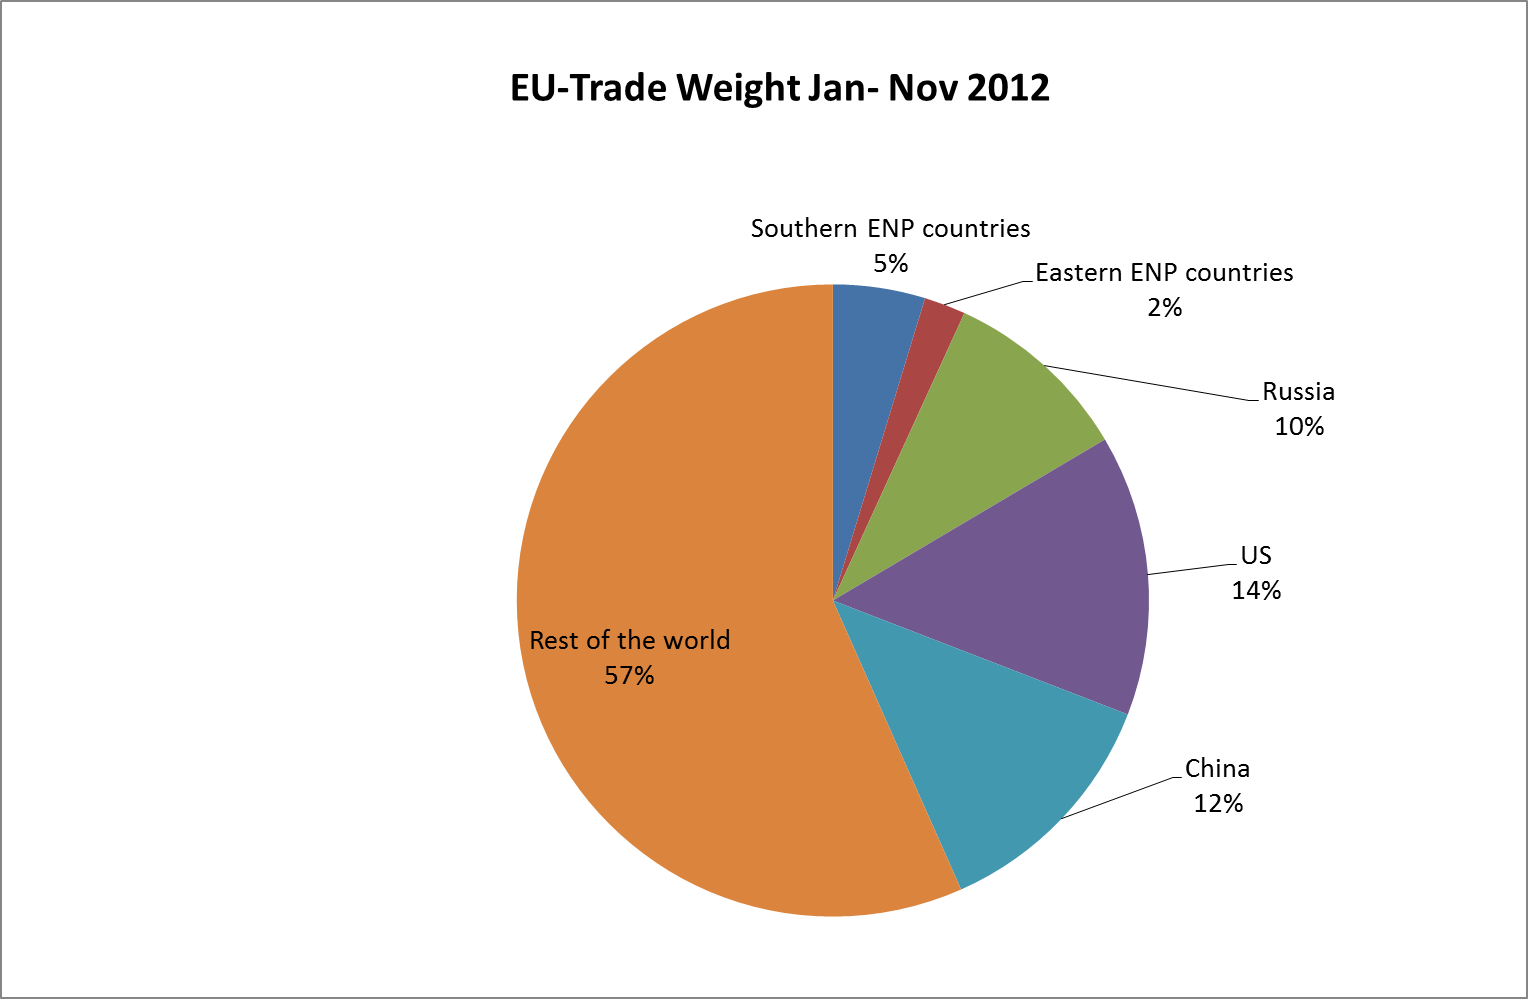 EU-Trade Weight Jan- Nov 2012
Southern ENP countries
5%
Eastern ENP countries
2%
Russia
10%
US
14%
Rest of the world
57%
China
12%